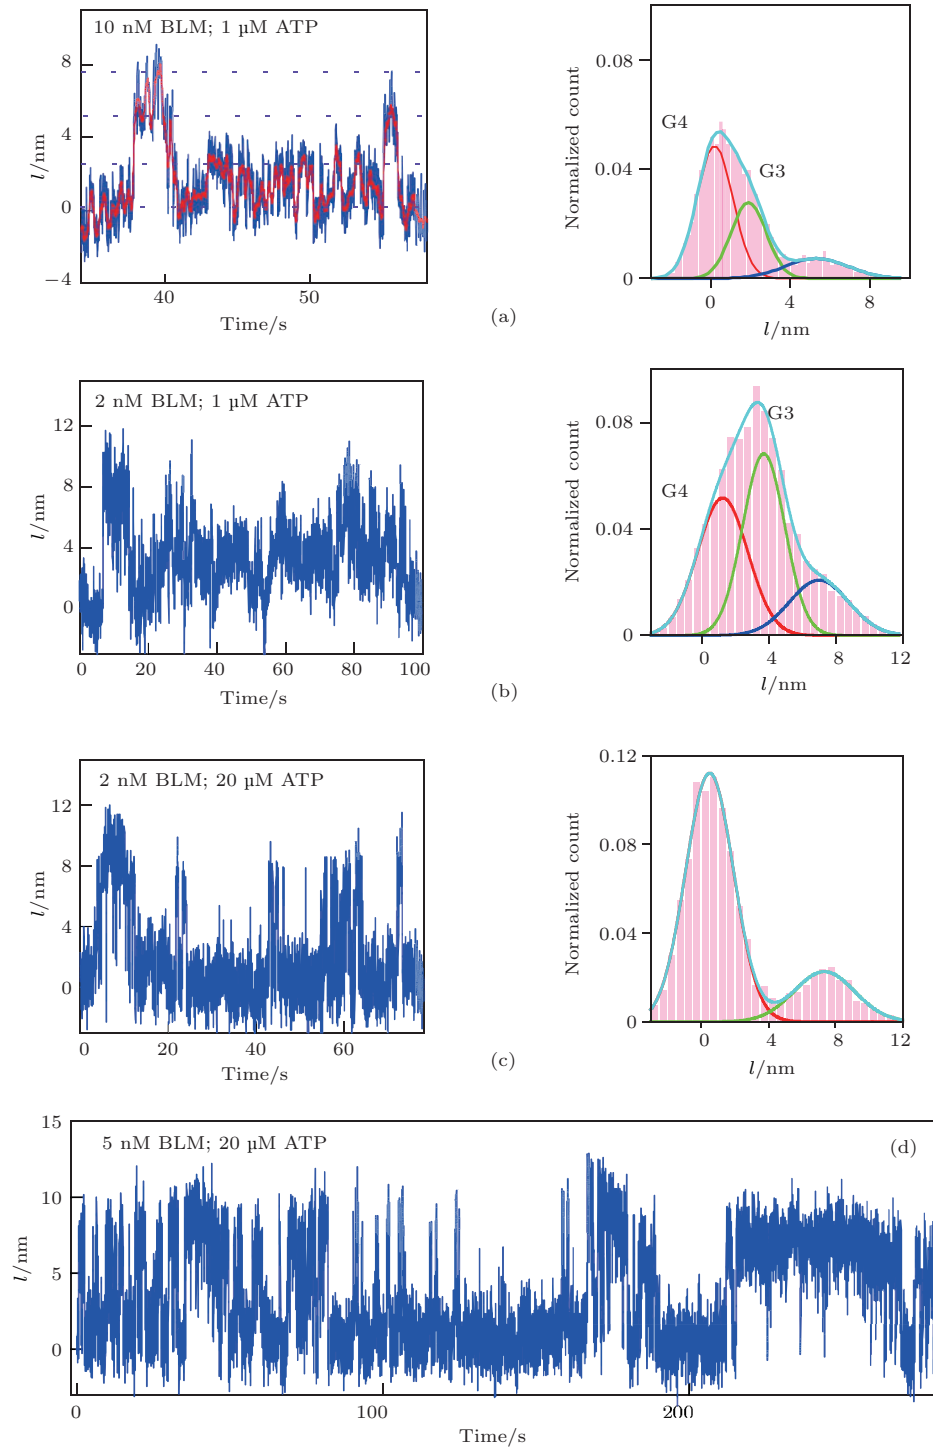 10 nM BLM; 1 µM ATP
8
4
0
−4
l/nm
40
50
Time/s
0.08
0.04
0
Normalized count
G4
G3
0
4
8
l/nm
(a)
2 nM BLM; 1 µM ATP
12
8
4
0
l/nm
0
20
40
60
80
100
Time/s
0.08
0.04
0
Normalized count
G3
G4
0
4
8
12
l/nm
(b)
2 nM BLM; 20 µM ATP
12
8
4
0
l/nm
0
20
40
60
Time/s
0.12
0.08
0.04
0
Normalized count
0
4
8
12
l/nm
(c)
5 nM BLM; 20 µM ATP
(d)
15
10
5
0
l/nm
0
100
200
Time/s